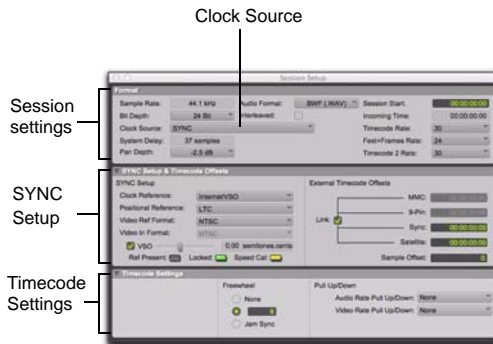 Clock Source
Session Setup
Session settings
Format
Sample Rate: 44.1 kHz Audio Format: BWF (.WAV) Session Start: 00:00:00:00
Bit Depth: 24 Bit Interleaved: Incoming Time: 00:00:00:00
Clock Source: SYNC Timecode Rate: 30
System Delay: 37 samples Feet+Frames Rate: 24
Pan Depth: -2.5 dB Timecode 2 Rate: 30
SYNC Setup
SYNC Setup & Timecode Offsets
SYNC Setup External Timecode Offsets
Clock Reference: Internal/VSO MMC:
Positional Reference: LTC 9-Pin:
Video Ref Format: NTSC Link: Sync: 00:00:00:00
Video In Format: NTSC Satellite: 00:00:00:00
VSO 0.00 semitones.cents Sample Offset: 0
Ref Present: Locked: Speed Cal:
Timecode Settings
Timecode Settings
Freewheel Pull Up/Down
None Audio Rate Pull Up/Down: None
Video Rate Pull Up/Down: None
Jam Sync